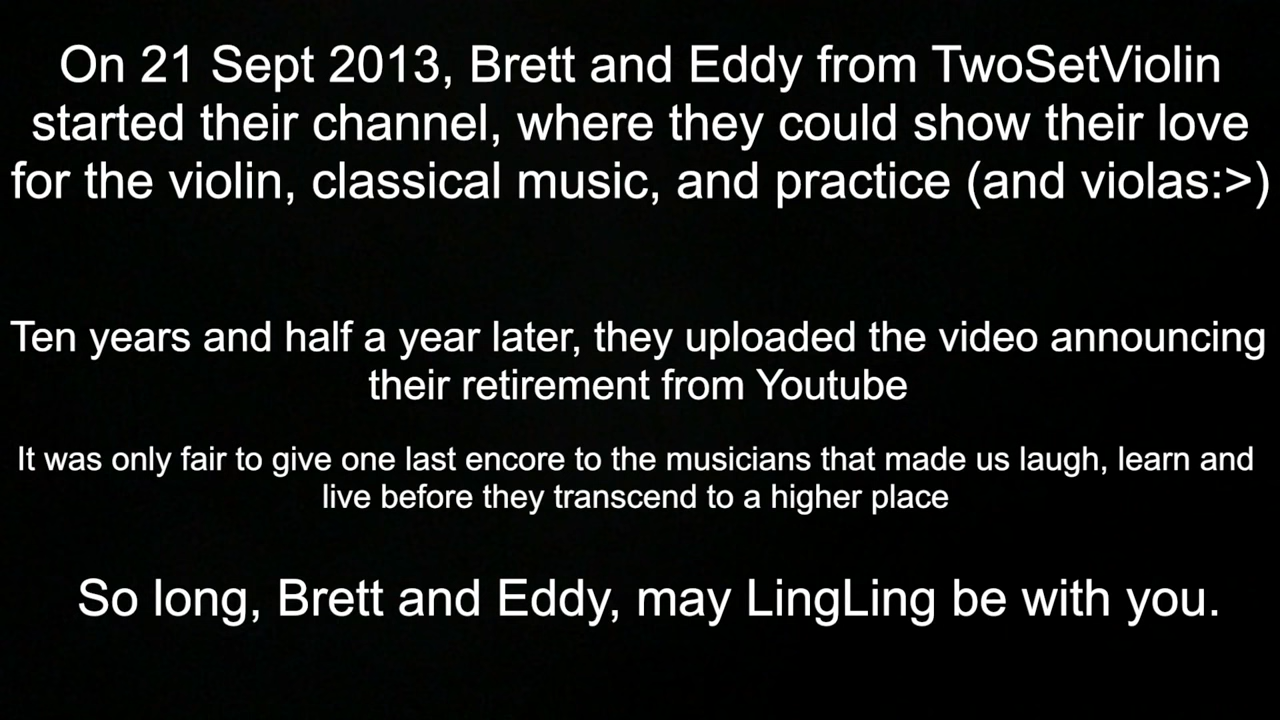 On 21 Sept 2013, Brett and Eddy from TwoSetViolin
started their channel, where they could show their love
for the violin, classical music, and practice (and violas:>)
Ten years and half a year later, they uploaded the video announcing
their retirement from Youtube
It was only fair to give one last encore to the musicians that made us laugh, learn and
live before they transcend to a higher place
So long, Brett and Eddy, may LingLing be with you.